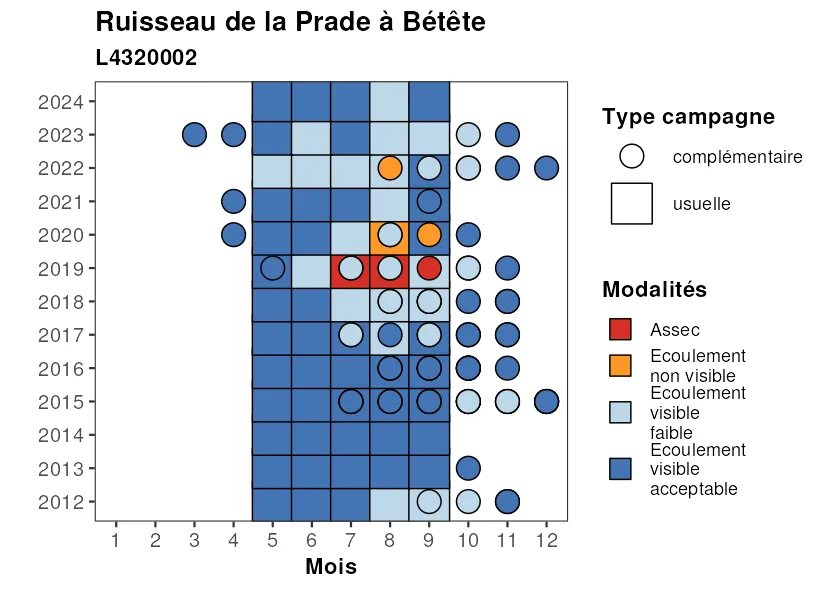 Ruisseau de la Prade à Bétête
L4320002
2024
2023
2022
2021
2020
2019
2018
2017
2016
2015
2014
2013
2012
1 2 3 4 5 6 7 8 9 10 11 12
Mois
Type campagne
complémentaire
usuelle
Modalités
Assec
Ecoulement
non visible
Ecoulement
visible
faible
Ecoulement
visible
acceptable